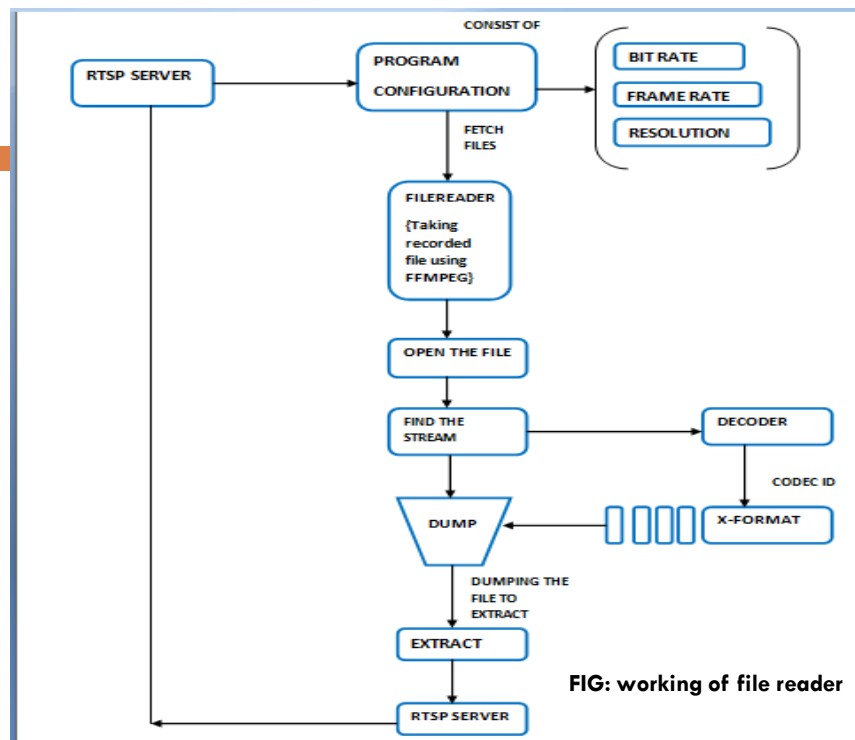 CONSIST OF
RTSP SERVER
PROGRAM
CONFIGURATION
BIT RATE
FRAME RATE
RESOLUTION
FETCH
FILES
FILEREADER
{Taking
recorded
file using
FFMPEG}
OPEN THE FILE
FIND THE
STREAM
DECODER
CODEC ID
X-FORMAT
DUMP
DUMPING THE
FILE TO
EXTRACT
EXTRACT
RTSP SERVER
FIG: working of file reader